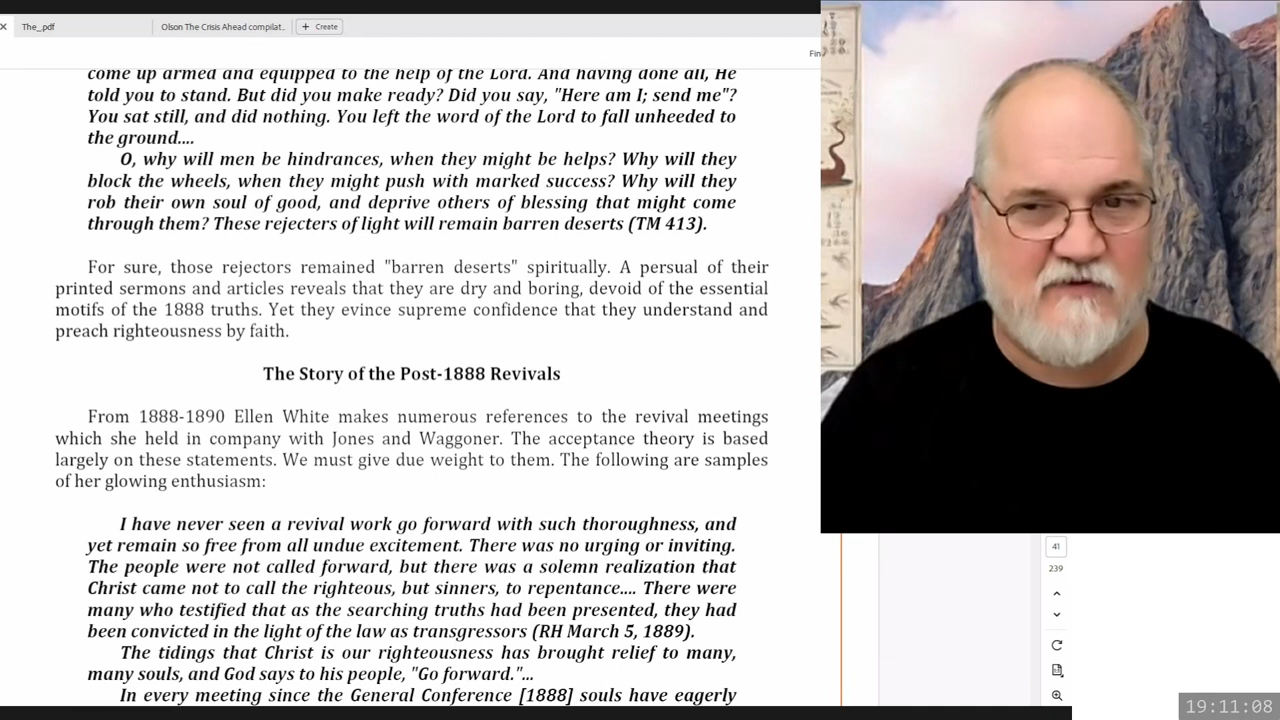 The_.pdf
Olson The Crisis Ahead compilat..
+ Create
Fin
come up armed and equipped to the help of the Lord. And having done all, He
told you to stand. But did you make ready? Did you say, "Here am I; send me"?
You sat still, and did nothing. You left the word of the Lord to fall unheeded to
the ground....
O, why will men be hindrances, when they might be helps? Why will they
block the wheels, when they might push with marked success? Why will they
rob their own soul of good, and deprive others of blessing that might come
through them? These rejecters of light will remain barren deserts (TM 413).
For sure, those rejectors remained "barren deserts" spiritually. A persual of their
printed sermons and articles reveals that they are dry and boring, devoid of the essential
motifs of the 1888 truths. Yet they evince supreme confidence that they understand and
preach righteousness by faith.
The Story of the Post-1888 Revivals
From 1888-1890 Ellen White makes numerous references to the revival meetings
which she held in company with Jones and Waggoner. The acceptance theory is based
largely on these statements. We must give due weight to them. The following are samples
of her glowing enthusiasm:
I have never seen a revival work go forward with such thoroughness, and
yet remain so free from all undue excitement. There was no urging or inviting.
The people were not called forward, but there was a solemn realization that
Christ came not to call the righteous, but sinners, to repentance.... There were
many who testified that as the searching truths had been presented, they had
been convicted in the light of the law as transgressors (RH March 5, 1889).
The tidings that Christ is our righteousness has brought relief to many,
many souls, and God says to his people, "Go forward."...
In every meeting since the General Conference [1888] souls have eagerly
41
239
19:11:08